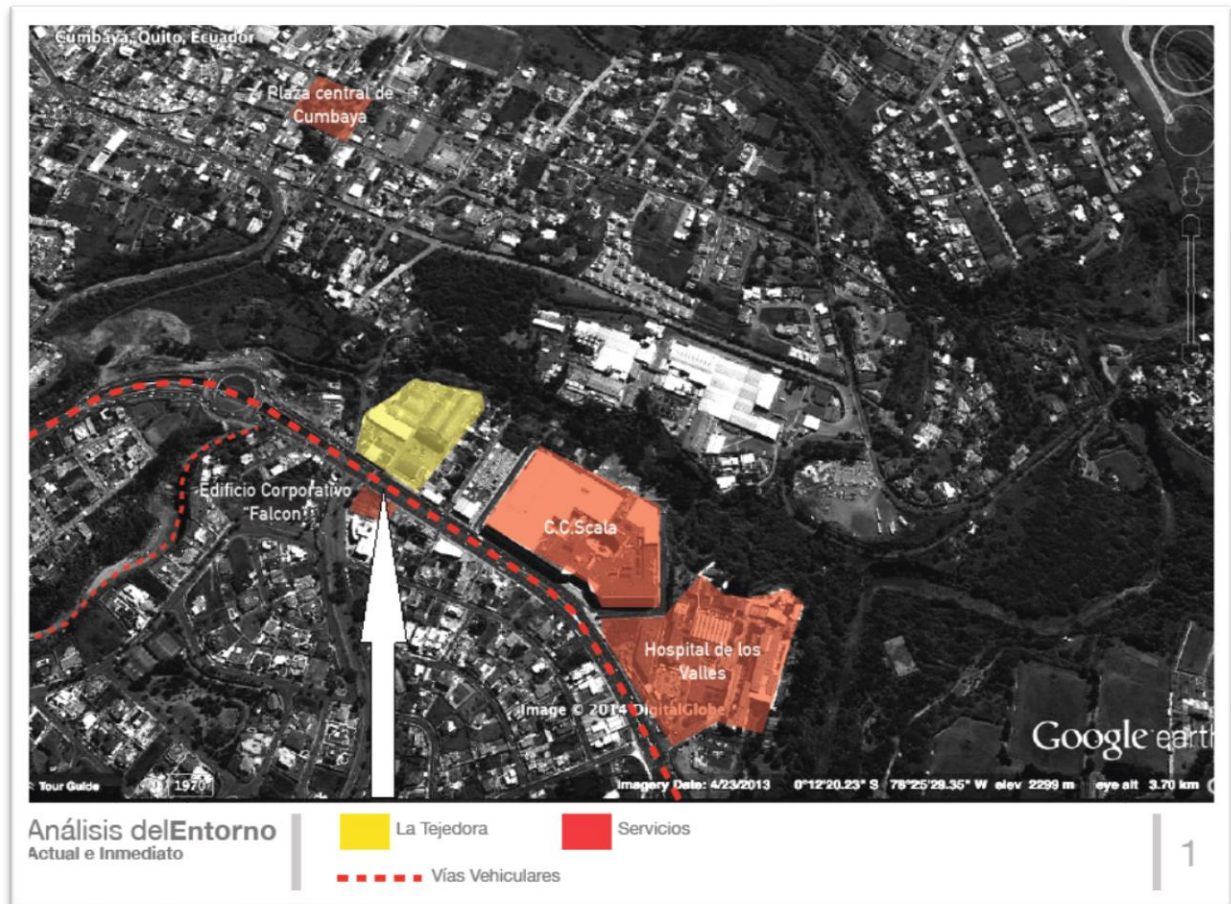 Cumbaya, Quito, Ecuador
Plaza central de
Cumbaya
Edificio Corporativo
"Falcon"
C.C.Scala
Hospital de los
Valles
Image © 2014 DigitalGlobe
Google earth
Tour Guide
1970
Imagery Date: 4/23/2013 0°12'20.23" S 78°25'29.35" W elev 2299 m eye alt 3.70 km
Análisis delEntorno
Actual e Inmediato
La Tejedora
Servicios
Vías Vehiculares
1